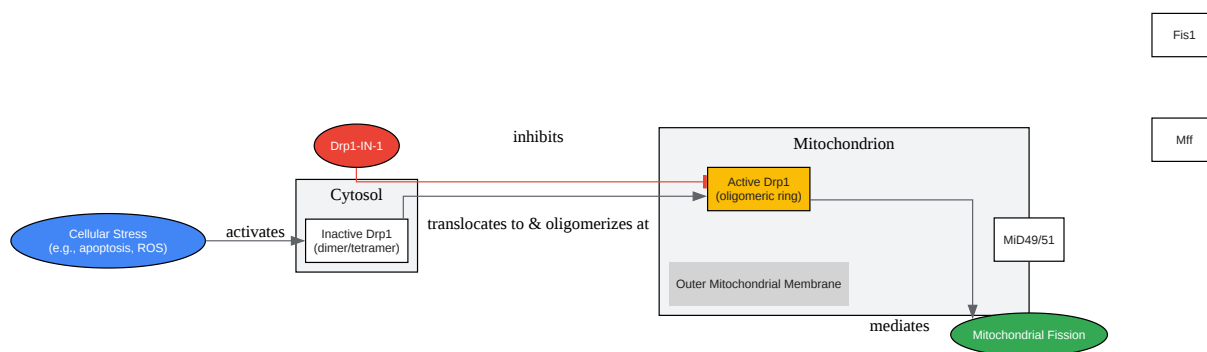 Fis1
Drp1-IN-1
inhibits
Mff
Mitochondrion
Cytosol
Active Drp1
(oligomeric ring)
Cellular Stress
(e.g., apoptosis, ROS)
activates
Inactive Drp1
(dimer/tetramer)
translocates to & oligomerizes at
MiD49/51
Outer Mitochondrial Membrane
mediates
Mitochondrial Fission